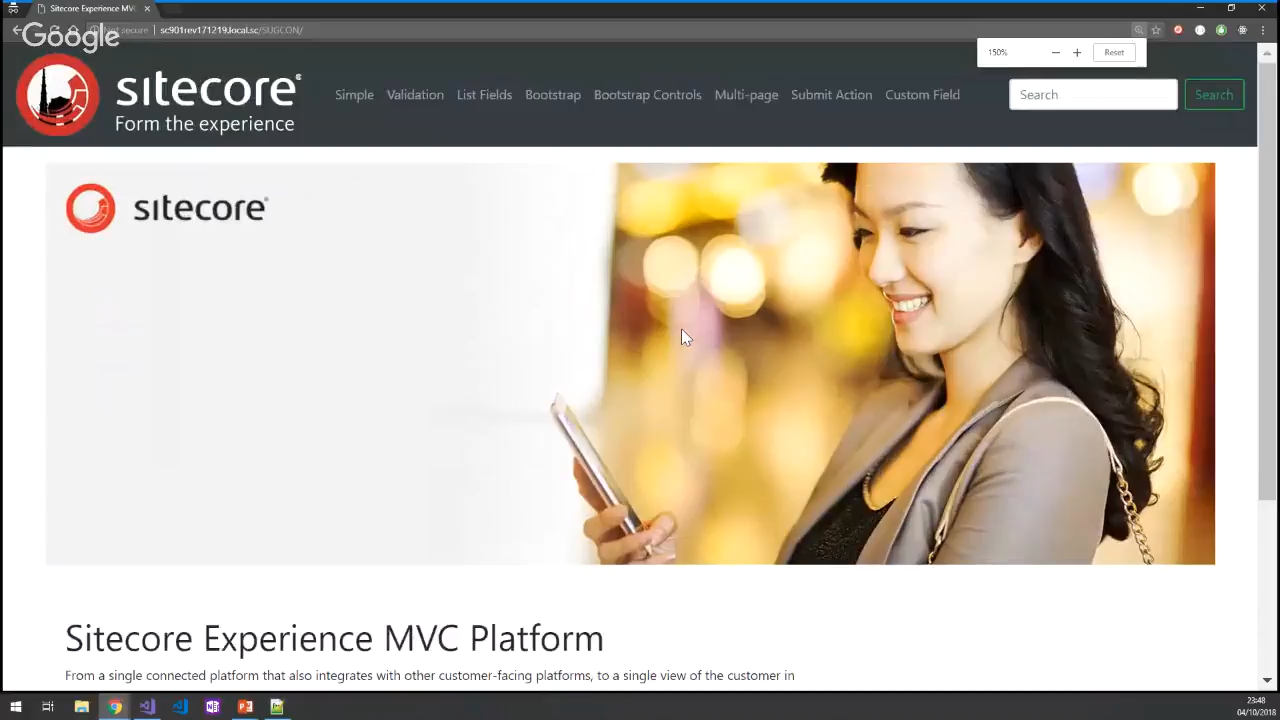 Sitecore Experience MV
Google
Not secure
sc901rev171219.local.sc/SUGCON/
150%
Reset
sitecore
Form the experience
Simple
Validation
List Fields
Bootstrap
Bootstrap Controls
Multi-page
Submit Action
Custom Field
Search
Search
sitecore
Sitecore Experience MVC Platform
From a single connected platform that also integrates with other customer-facing platforms, to a single view of the customer in
23:48
04/10/2018